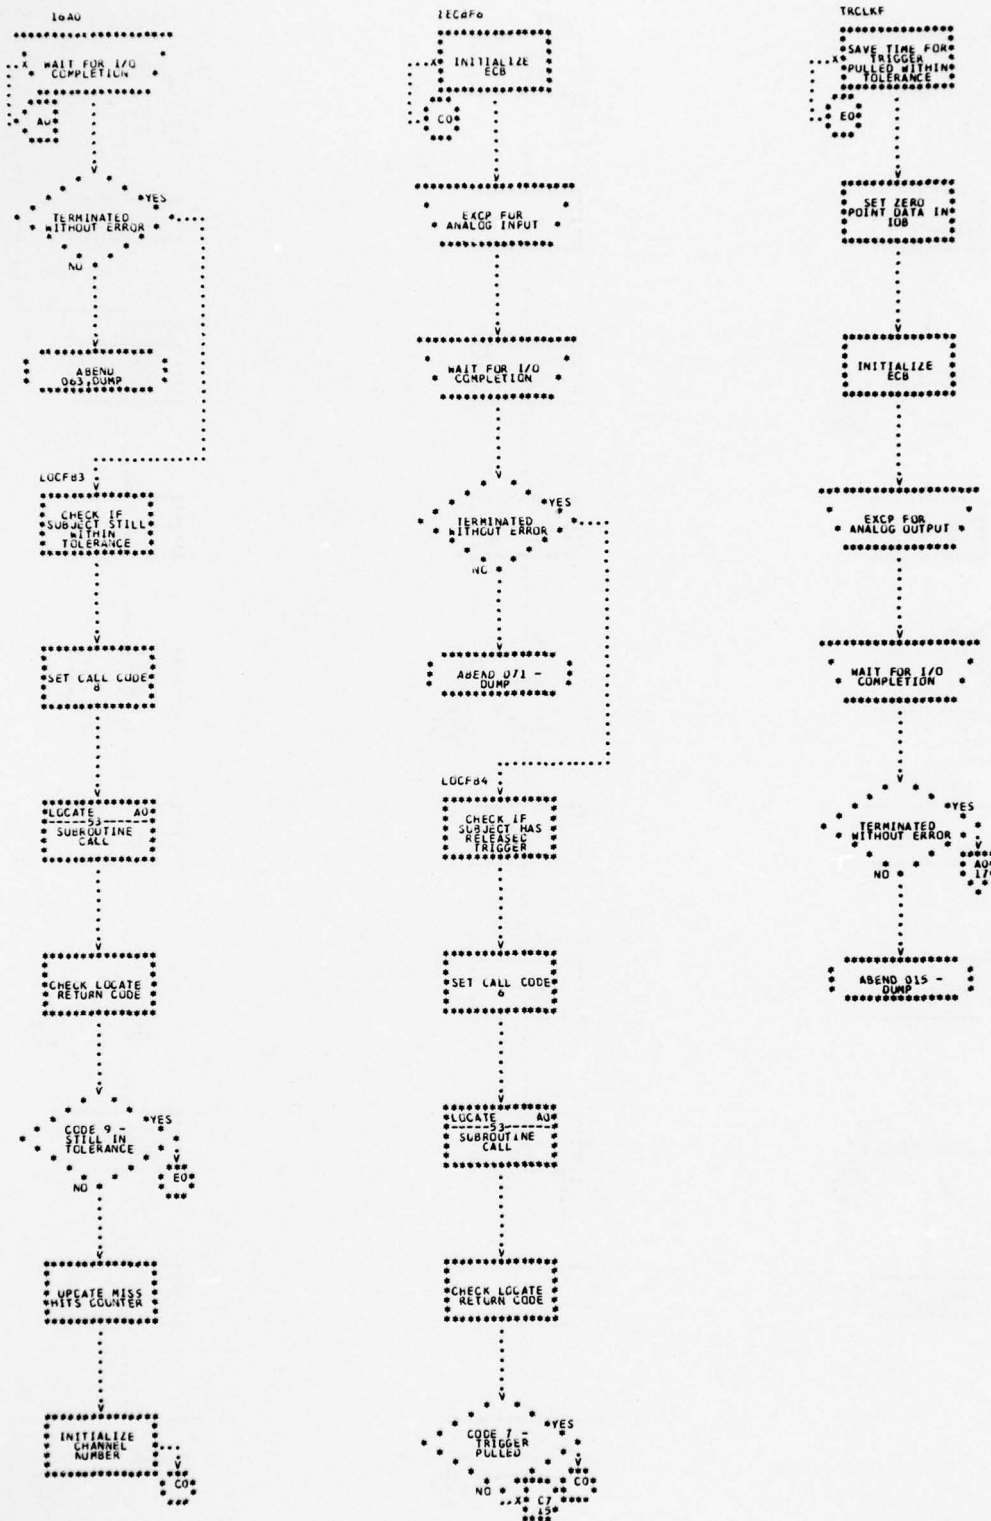 16A0
WAIT FOR I/O
COMPLETION
A0
YES
TERMINATED
WITHOUT ERROR
NO
ABEND
063,DUMP
LOCFB3
CHECK IF
SUBJECT STILL
WITHIN
TOLERANCE
SET CALL CODE
8
LOCATE A0
-----53-----
SUBROUTINE
CALL
CHECK LOCATE
RETURN CODE
YES
CODE 9 -
STILL IN
TOLERANCE
NO
E0
UPCATE MISS
HITS COUNTER
INITIALIZE
CHANNEL
NUMBER
C0
INITIALIZE
ECB
C0
EXCP FOR
ANALOG INPUT
WAIT FOR I/O
COMPLETION
YES
TERMINATED
WITHOUT ERROR
NO
ABEND 071 -
DUMP
LOCFB4
CHECK IF
SUBJECT HAS
RELEASED
TRIGGER
SET CALL CODE
6
LOCATE A0
-----53-----
SUBROUTINE
CALL
CHECK LOCATE
RETURN CODE
YES
CODE 7 -
TRIGGER
PULLED
C0
NO
X
C7
15
TRCLKF
SAVE TIME FOR
TRIGGER
PULLED WITHIN
TOLERANCE
E0
SET ZERO
POINT DATA IN
IOB
INITIALIZE
ECB
EXCP FOR
ANALOG OUTPUT
WAIT FOR I/O
COMPLETION
YES
TERMINATED
WITHOUT ERROR
A0
17
NO
ABEND 015 -
DUMP